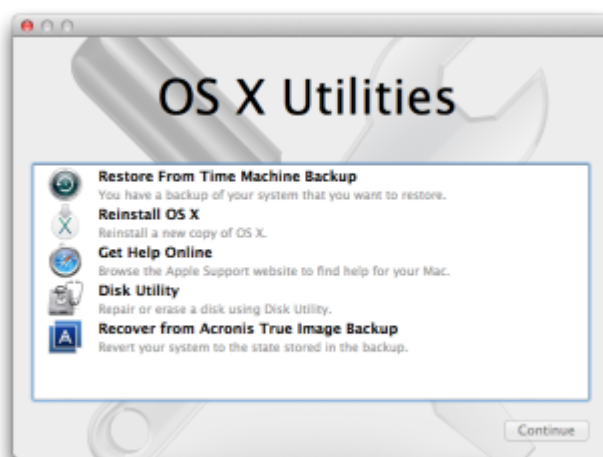 OS X Utilities
Restore From Time Machine Backup
You have a backup of your system that you want to restore.
Reinstall OS X
Reinstall a new copy of OS X.
Get Help Online
Browse the Apple Support website to find help for your Mac.
Disk Utility
Repair or erase a disk using Disk Utility.
Recover from Acronis True Image Backup
Revert your system to the state stored in the backup.
Continue